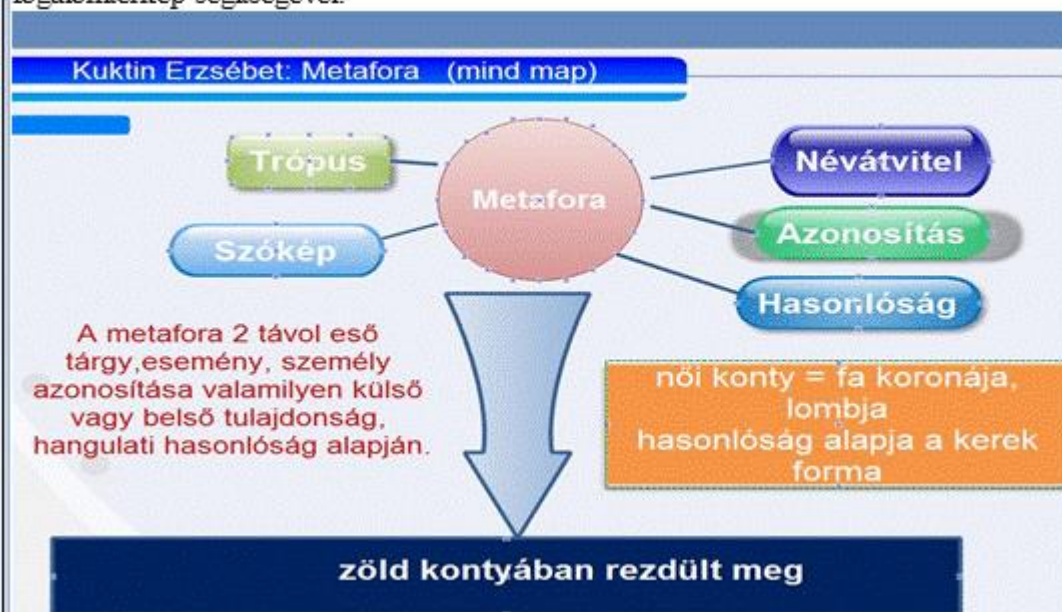 Kuktin Erzsébet: Metafora (mind map)
Trópus
Metafora
Névátvitel
Szókép
Azonosítás
Hasonlóság
A metafora 2 távol eső
tárgy,esemény, személy
azonosítása valamilyen külső
vagy belső tulajdonság,
hangulati hasonlóság alapján.
női konty = fa koronája,
lombja
hasonlóság alapja a kerek
forma
zöld kontyában rezdült meg